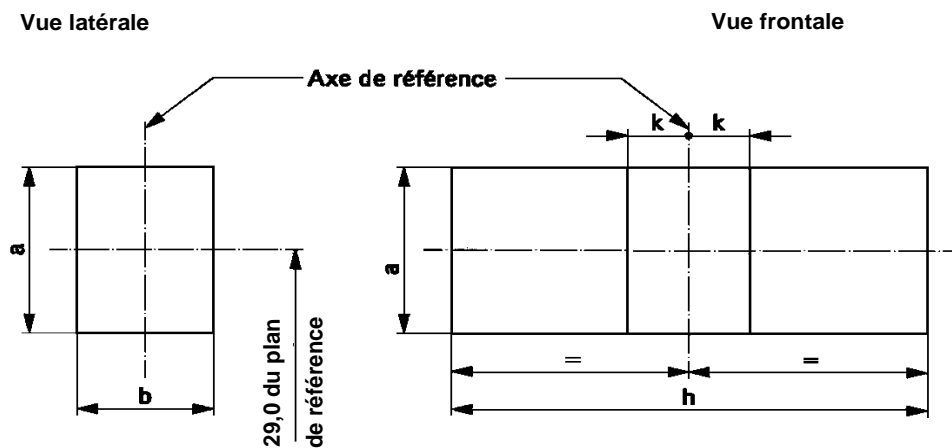 Vue latérale
Vue frontale
Axe de référence
k k
a
a
b
29,0 du plan
de référence
= =
h